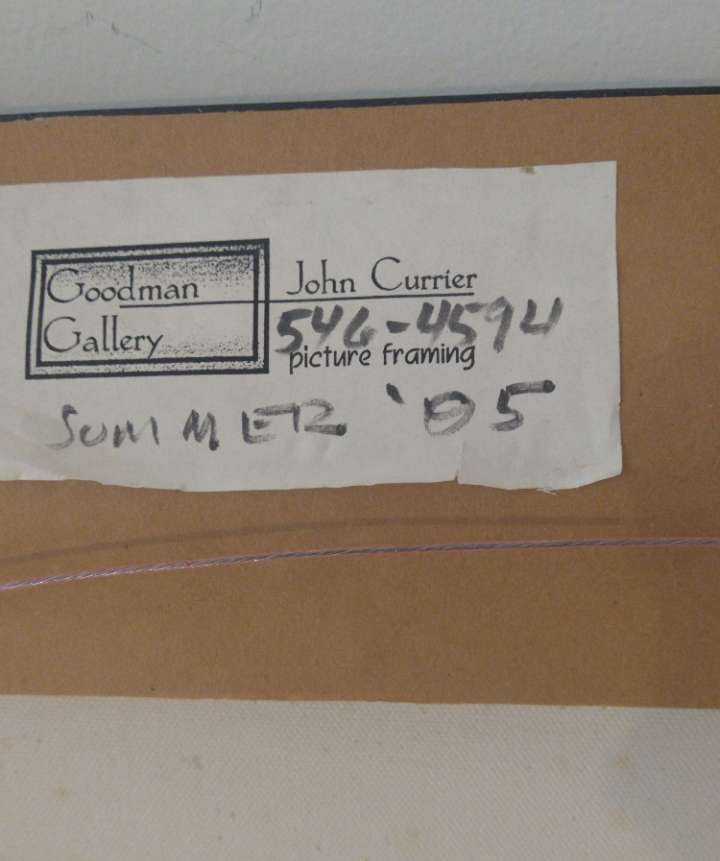 Goodman
Gallery
John Currier
546-4594
picture framing
SUMMER '05